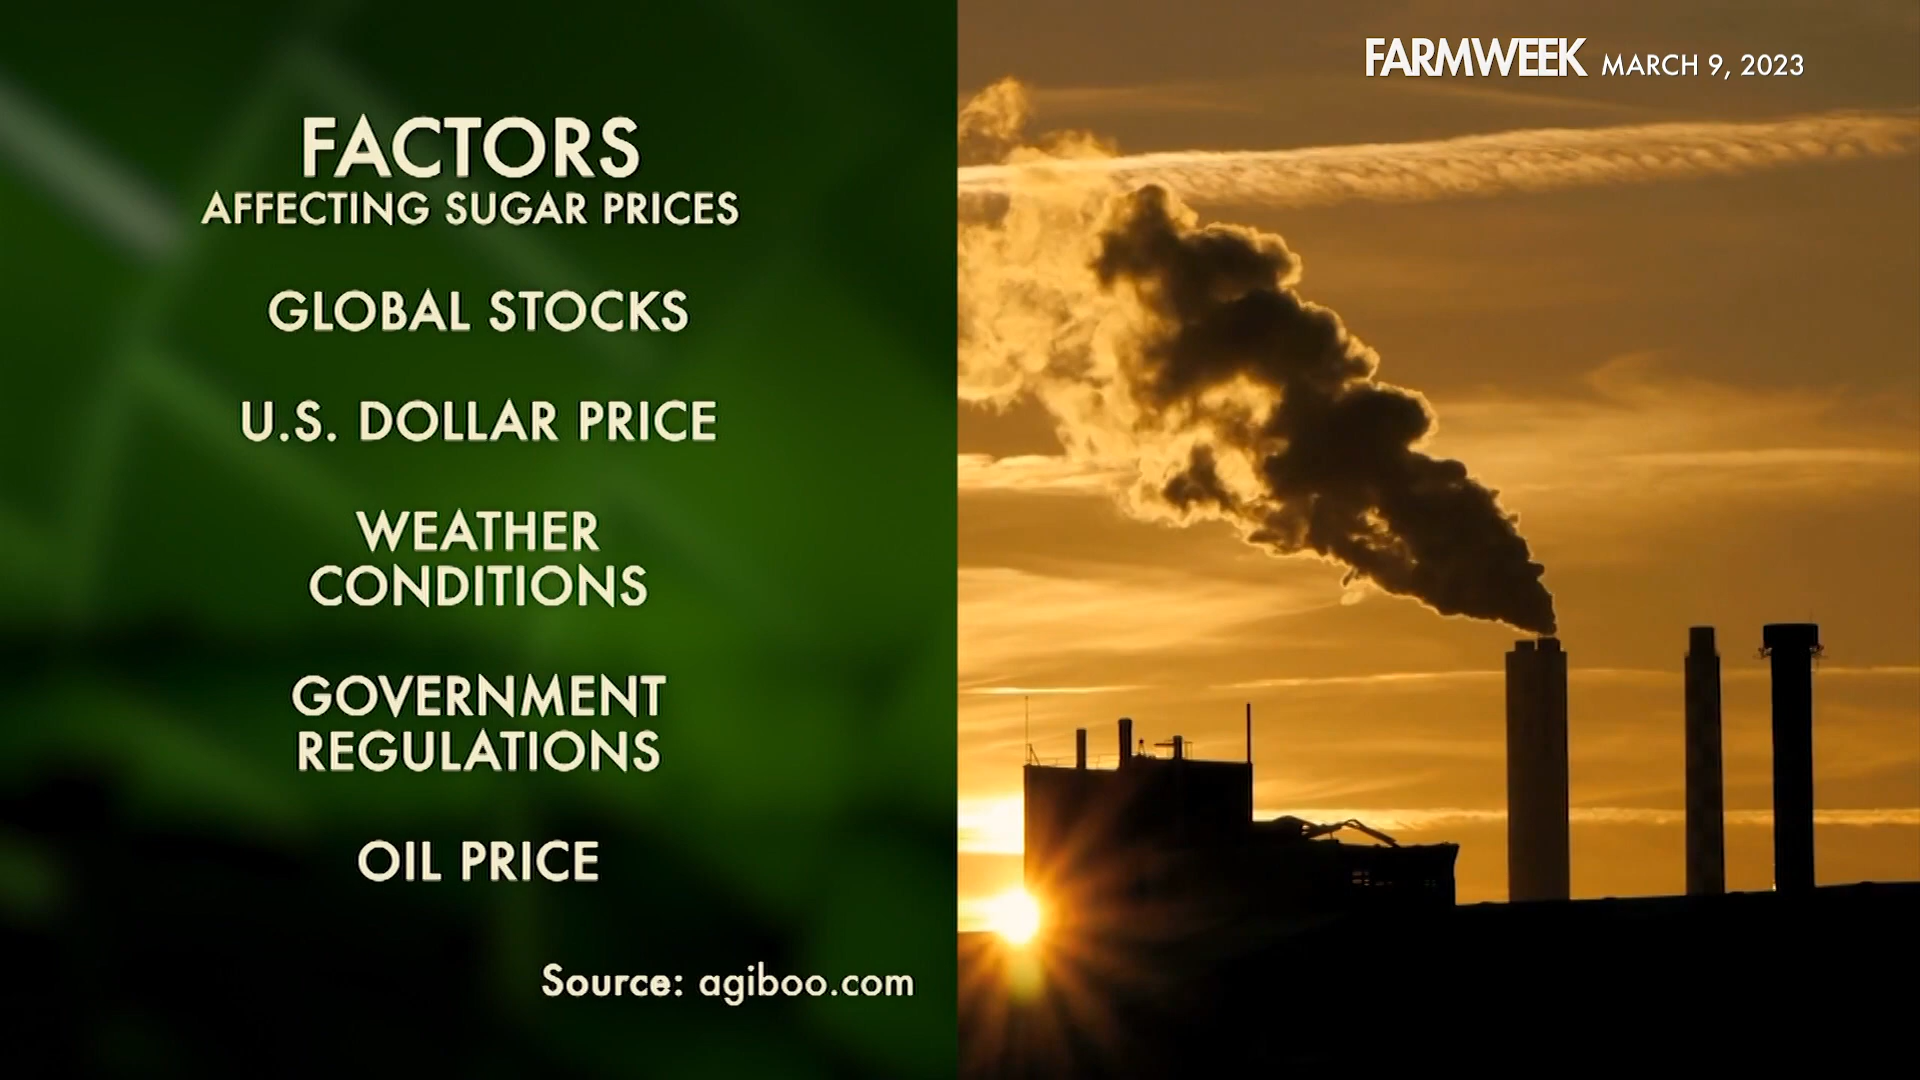 FARMWEEK MARCH 9, 2023
FACTORS
AFFECTING SUGAR PRICES
GLOBAL STOCKS
U.S. DOLLAR PRICE
WEATHER
CONDITIONS
GOVERNMENT
REGULATIONS
OIL PRICE
Source: agiboo.com